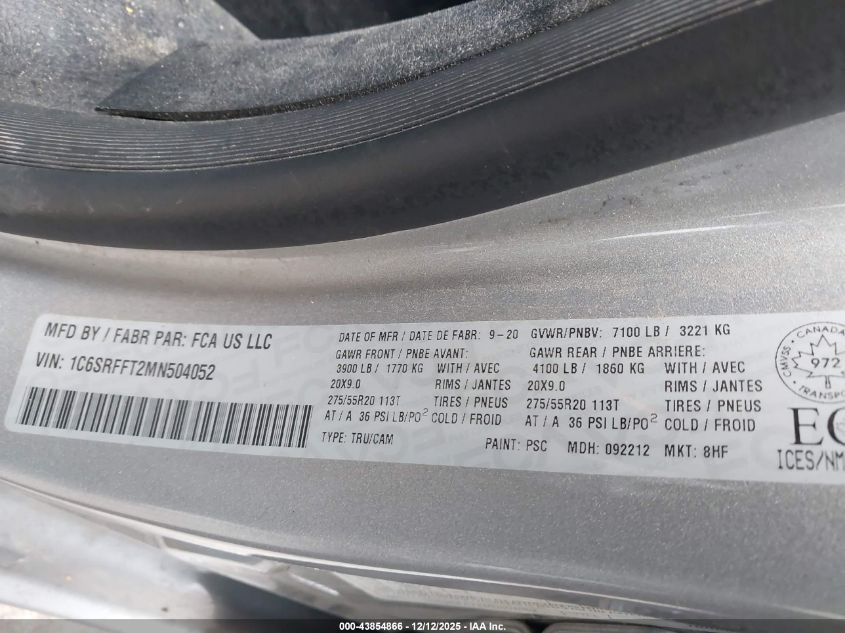 MFD BY / FABR PAR: FCA US LLC
VIN: 1C6SRFFT2MN504052
DATE OF MFR / DATE DE FABR: 9-20 GVWR/PNBV: 7100 LB / 3221 KG
GAWR FRONT / PNBE AVANT: GAWR REAR / PNBE ARRIERE:
3900 LB / 1770 KG WITH / AVEC 4100 LB / 1860 KG WITH / AVEC
20X9.0 RIMS / JANTES 20X9.0 RIMS / JANTES
275/55R20 113T TIRES / PNEUS 275/55R20 113T TIRES / PNEUS
AT / A 36 PSI LB/PO² COLD / FROID AT / A 36 PSI LB/PO² COLD / FROID
TYPE: TRU/CAM PAINT: PSC MDH: 092212 MKT: 8HF
CANADA
CMVSS
972
ICES/NM
000-43854866 - 12/12/2025 - IAA Inc.